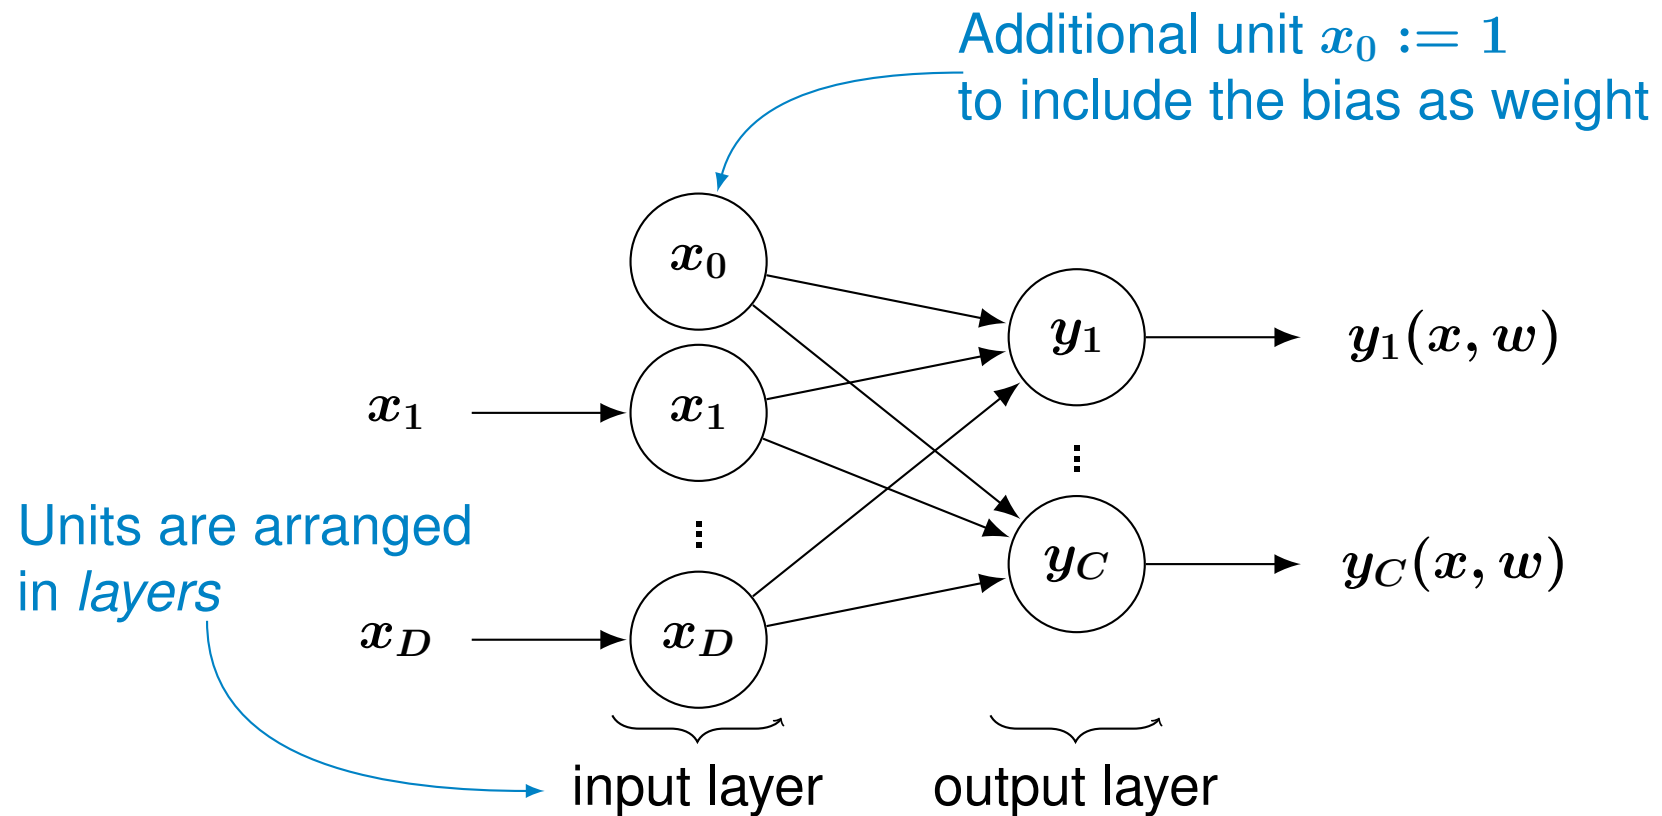 Additional unit x₀ := 1
to include the bias as weight
x₀
x₁
x₁
⋮
x_D
x_D
y₁
y₁(x, w)
⋮
y_C
y_C(x, w)
Units are arranged
in layers
input layer
output layer